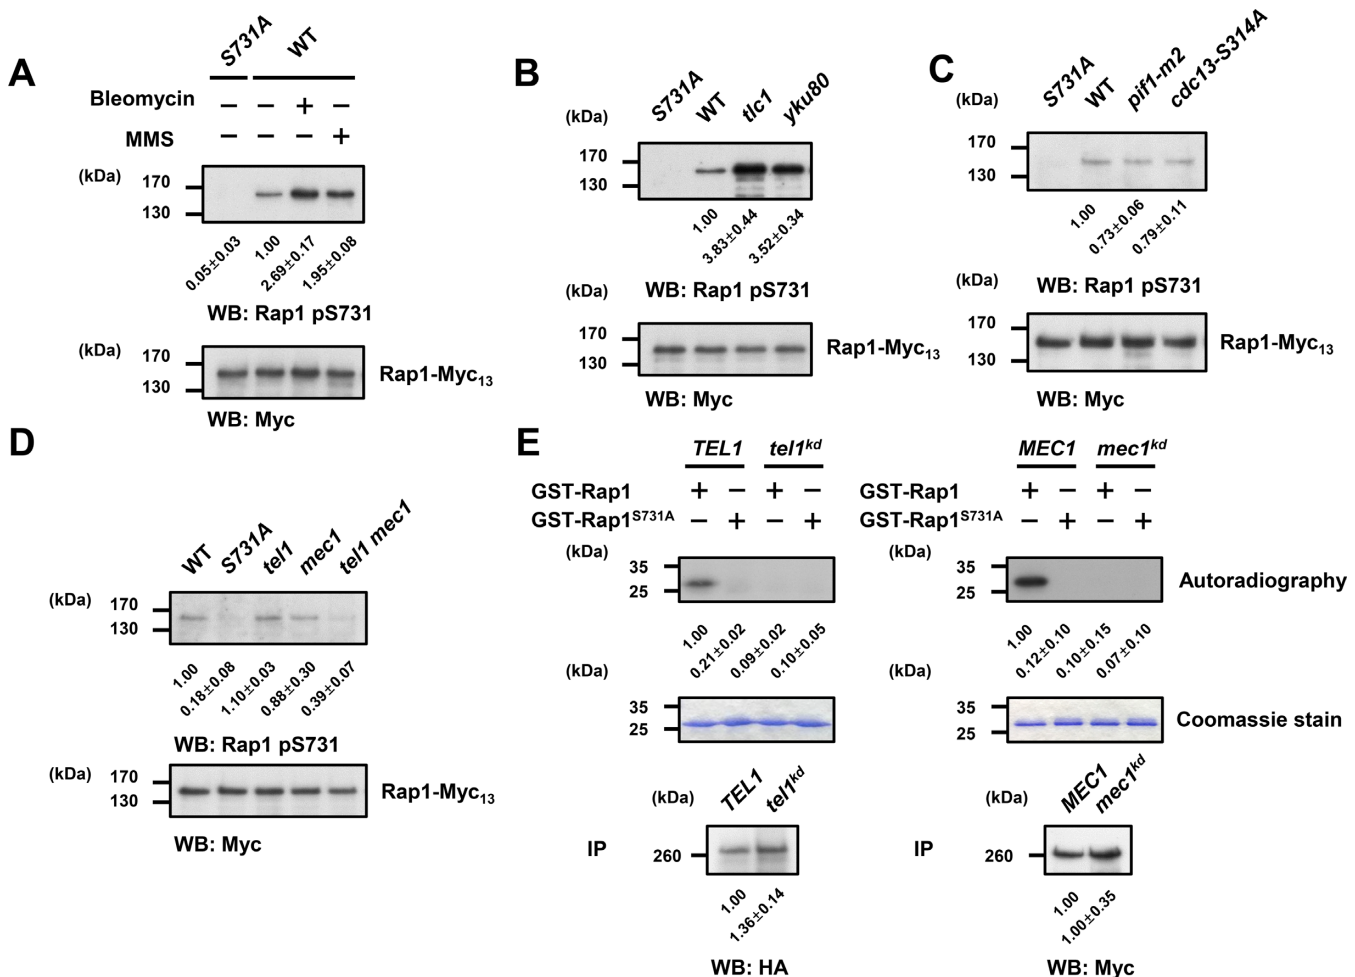 A
S731A
WT
Bleomycin
– – + –
MMS
– – – +
(kDa)
170
130
0.05±0.03
1.00
2.69±0.17
1.95±0.08
WB: Rap1 pS731
(kDa)
170
130
Rap1-Myc13
WB: Myc
B
S731A
WT
tlc1
yku80
(kDa)
170
130
1.00
3.83±0.44
3.52±0.34
WB: Rap1 pS731
(kDa)
170
130
Rap1-Myc13
WB: Myc
C
S731A
WT
pif1-m2
cdc13-S314A
(kDa)
170
130
1.00
0.73±0.06
0.79±0.11
WB: Rap1 pS731
(kDa)
170
130
Rap1-Myc13
WB: Myc
D
WT
S731A
tel1
mec1
tel1 mec1
(kDa)
170
130
1.00
0.18±0.08
1.10±0.03
0.88±0.30
0.39±0.07
WB: Rap1 pS731
(kDa)
170
130
Rap1-Myc13
WB: Myc
E
TEL1
tel1kd
GST-Rap1
+ – + –
GST-Rap1S731A
– + – +
(kDa)
35
25
1.00
0.21±0.02
0.09±0.02
0.10±0.05
(kDa)
35
25
TEL1
tel1kd
(kDa)
IP
260
1.00
1.36±0.14
WB: HA
MEC1
mec1kd
GST-Rap1
+ – + –
GST-Rap1S731A
– + – +
(kDa)
35
25
Autoradiography
1.00
0.12±0.10
0.10±0.15
0.07±0.10
(kDa)
35
25
Coomassie stain
MEC1
mec1kd
(kDa)
IP
260
1.00
1.00±0.35
WB: Myc